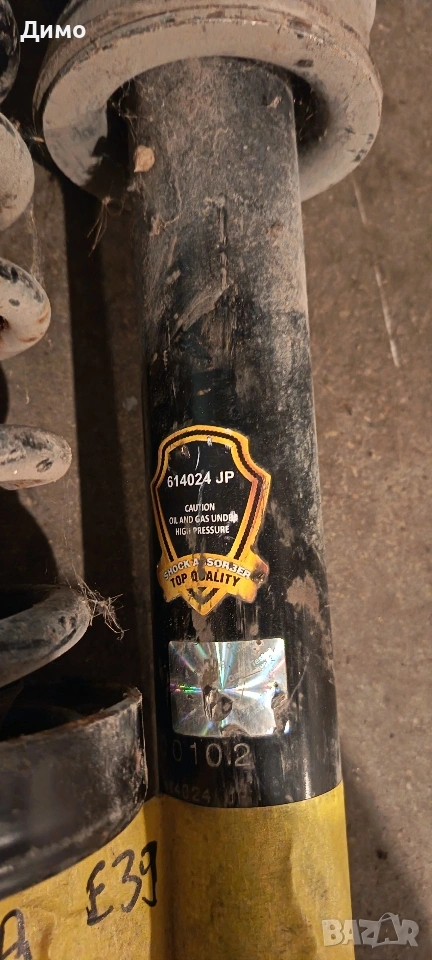 Димо
614024 JP
CAUTION
OIL AND GAS UNDER
HIGH PRESSURE
SHOCK ABSORBER
TOP QUALITY
0102
A E39
BAZAR